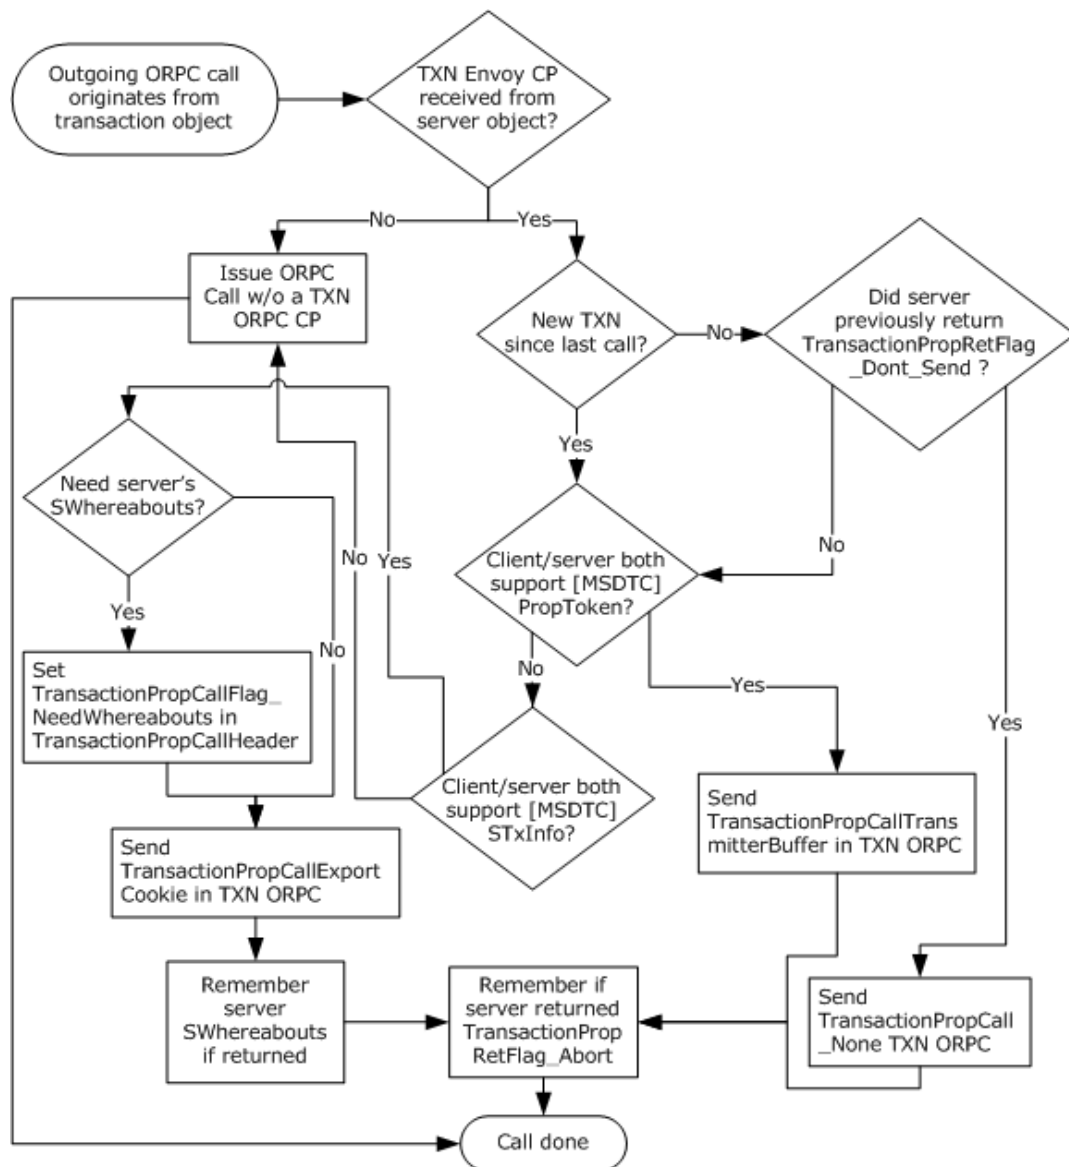 Outgoing ORPC call
originates from
transaction object
TXN Envoy CP
received from
server object?
No
Yes
Issue ORPC
Call w/o a TXN
ORPC CP
New TXN
since last call?
No
Did server
previously return
TransactionPropRetFlag
_Dont_Send ?
Yes
Need server's
SWhereabouts?
No
Yes
Client/server both
support [MSDTC]
PropToken?
No
Yes
No
No
Yes
Yes
Set
TransactionPropCallFlag_
NeedWhereabouts in
TransactionPropCallHeader
Client/server both
support [MSDTC]
STxInfo?
Send
TransactionPropCallTrans
mitterBuffer in TXN ORPC
Send
TransactionPropCallExport
Cookie in TXN ORPC
Remember
server
SWhereabouts
if returned
Remember if
server returned
TransactionProp
RetFlag_Abort
Send
TransactionPropCall
_None TXN ORPC
Call done